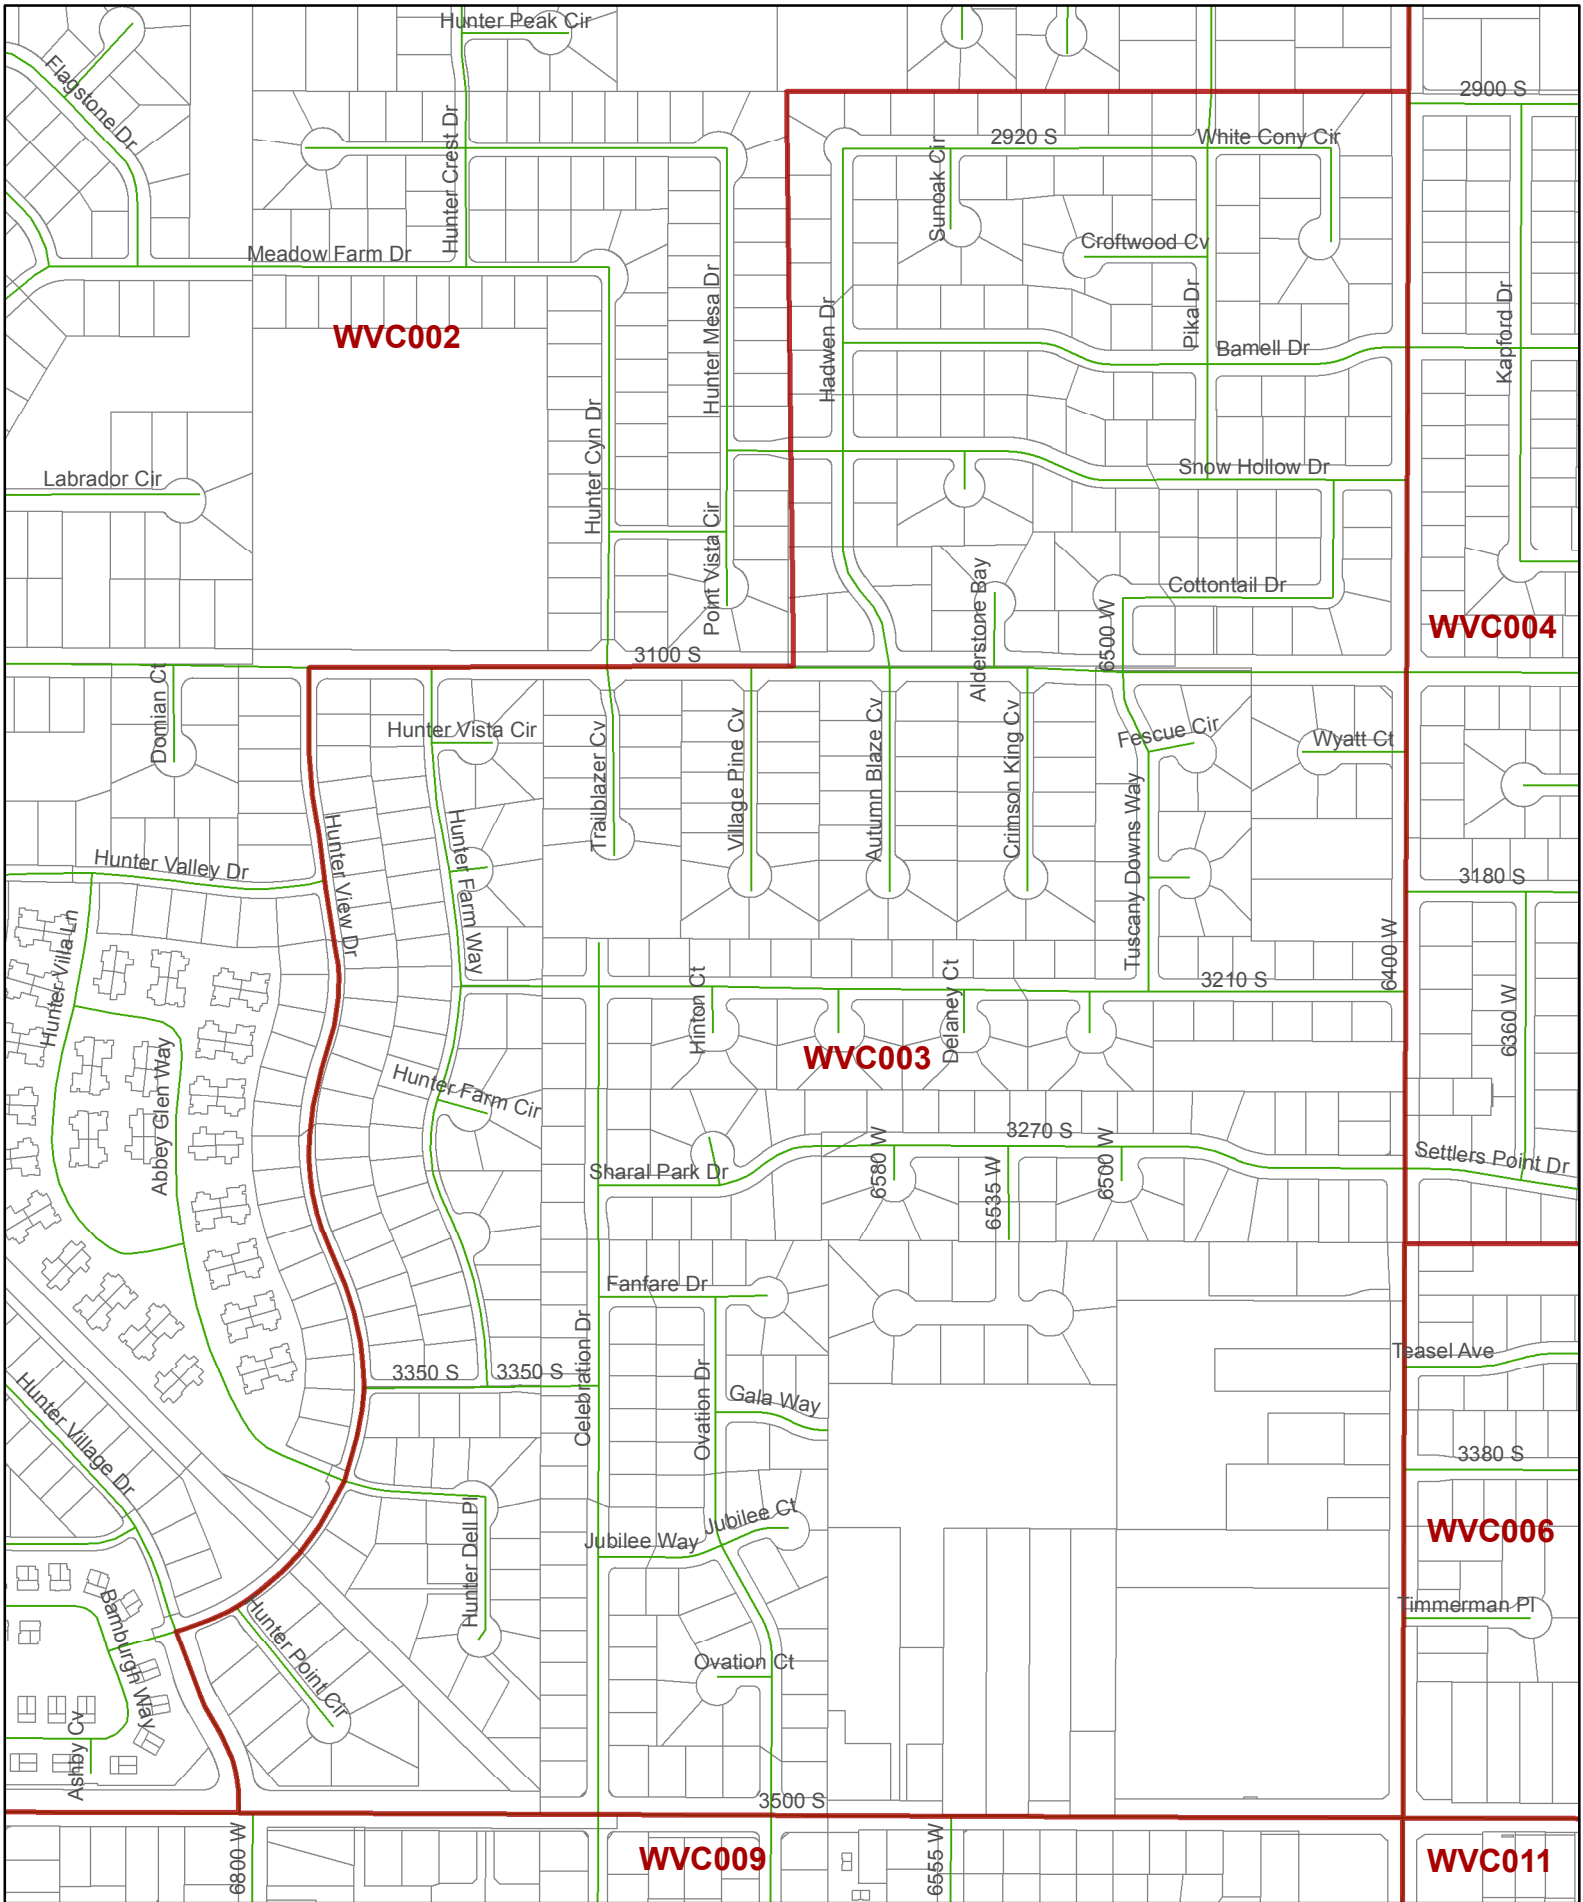 Hunter Peak Cir
Flagstone Dr
2900 S
Hunter Crest Dr
2920 S
White Cony Cir
Sunoak Cir
Croftwood Cv
Meadow Farm Dr
Hunter Mesa Dr
Hadwen Dr
Pika Dr
Kapford Dr
WVC002
Bamell Dr
Hunter Cyn Dr
Labrador Cir
Snow Hollow Dr
Point Vista Cir
Alderstone Bay
Cottontail Dr
6500 W
WVC004
3100 S
Domian Ct
Hunter Vista Cir
Trailblazer Cv
Village Pine Cv
Autumn Blaze Cv
Crimson King Cv
Fescue Cir
Wyatt Ct
Tuscany Downs Way
Hunter Valley Dr
Hunter View Dr
Hunter Farm Way
3180 S
Hunter Villa Ln
6400 W
3210 S
Hinton Ct
Delaney Ct
WVC003
6360 W
Abbey Glen Way
Hunter Farm Cir
3270 S
Sharal Park Dr
6580 W
6535 W
6500 W
Settlers Point Dr
Fanfare Dr
Celebration Dr
Teasel Ave
3350 S
3350 S
Ovation Dr
Gala Way
Hunter Village Dr
3380 S
Jubilee Ct
Jubilee Way
WVC006
Hunter Dell Pl
Bamburgh Way
Hunter Point Cir
Timmerman Pl
Ovation Ct
Ashby Cv
3500 S
6800 W
WVC009
6555 W
WVC011